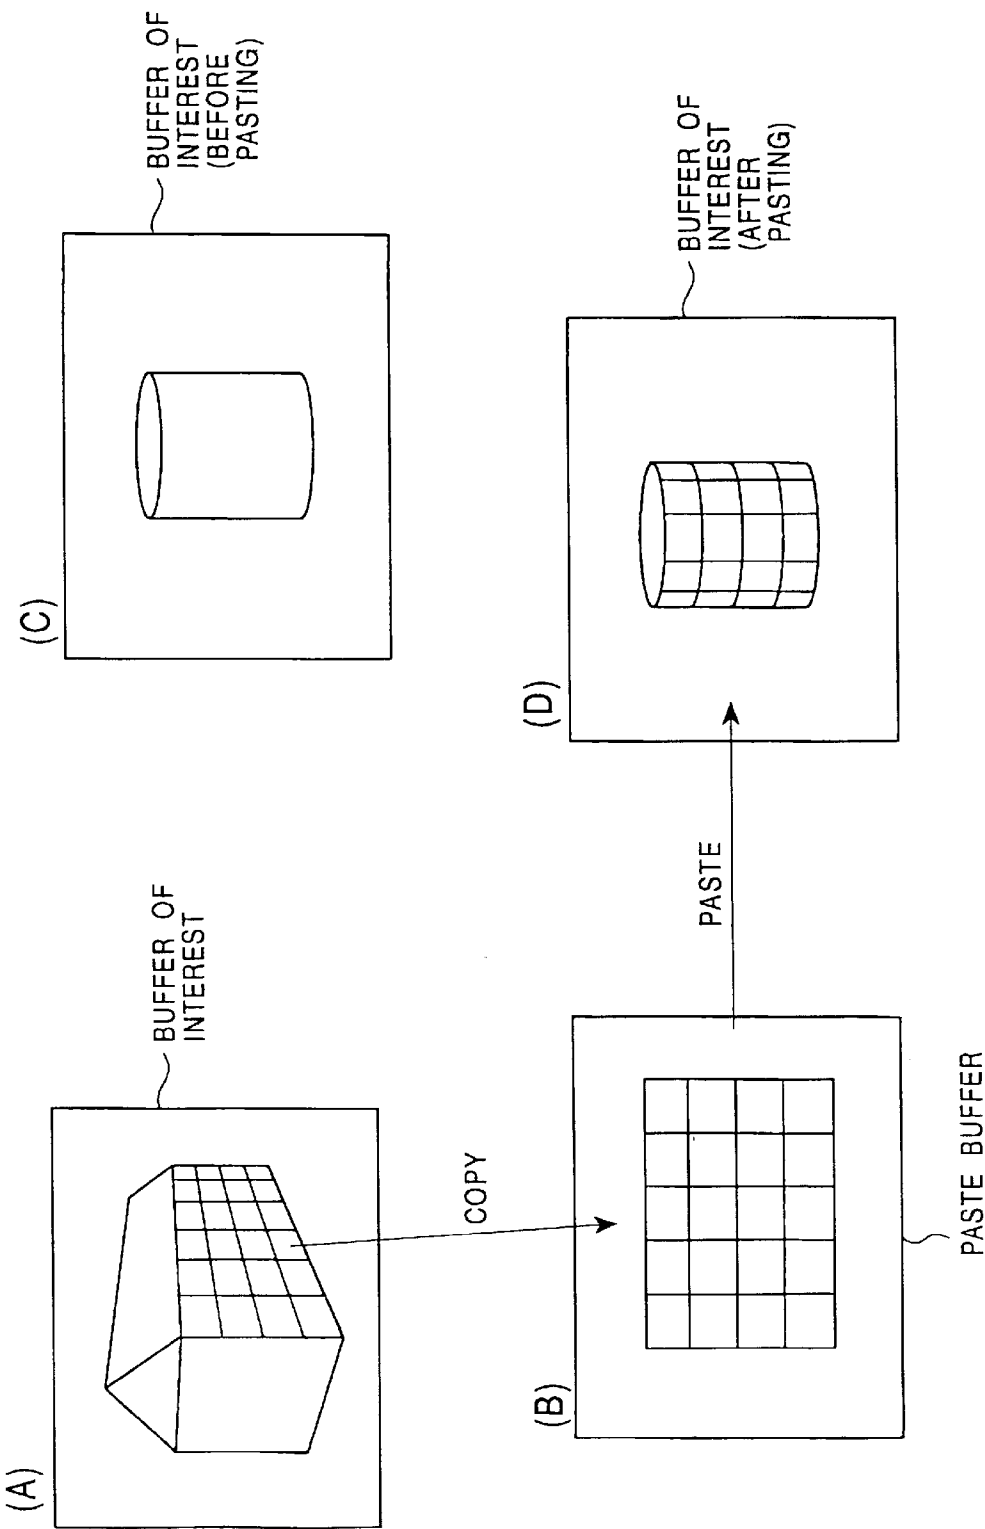 (A)
BUFFER OF
INTEREST
COPY
(B)
PASTE BUFFER
PASTE
(C)
BUFFER OF
INTEREST
(BEFORE
PASTING)
(D)
BUFFER OF
INTEREST
(AFTER
PASTING)